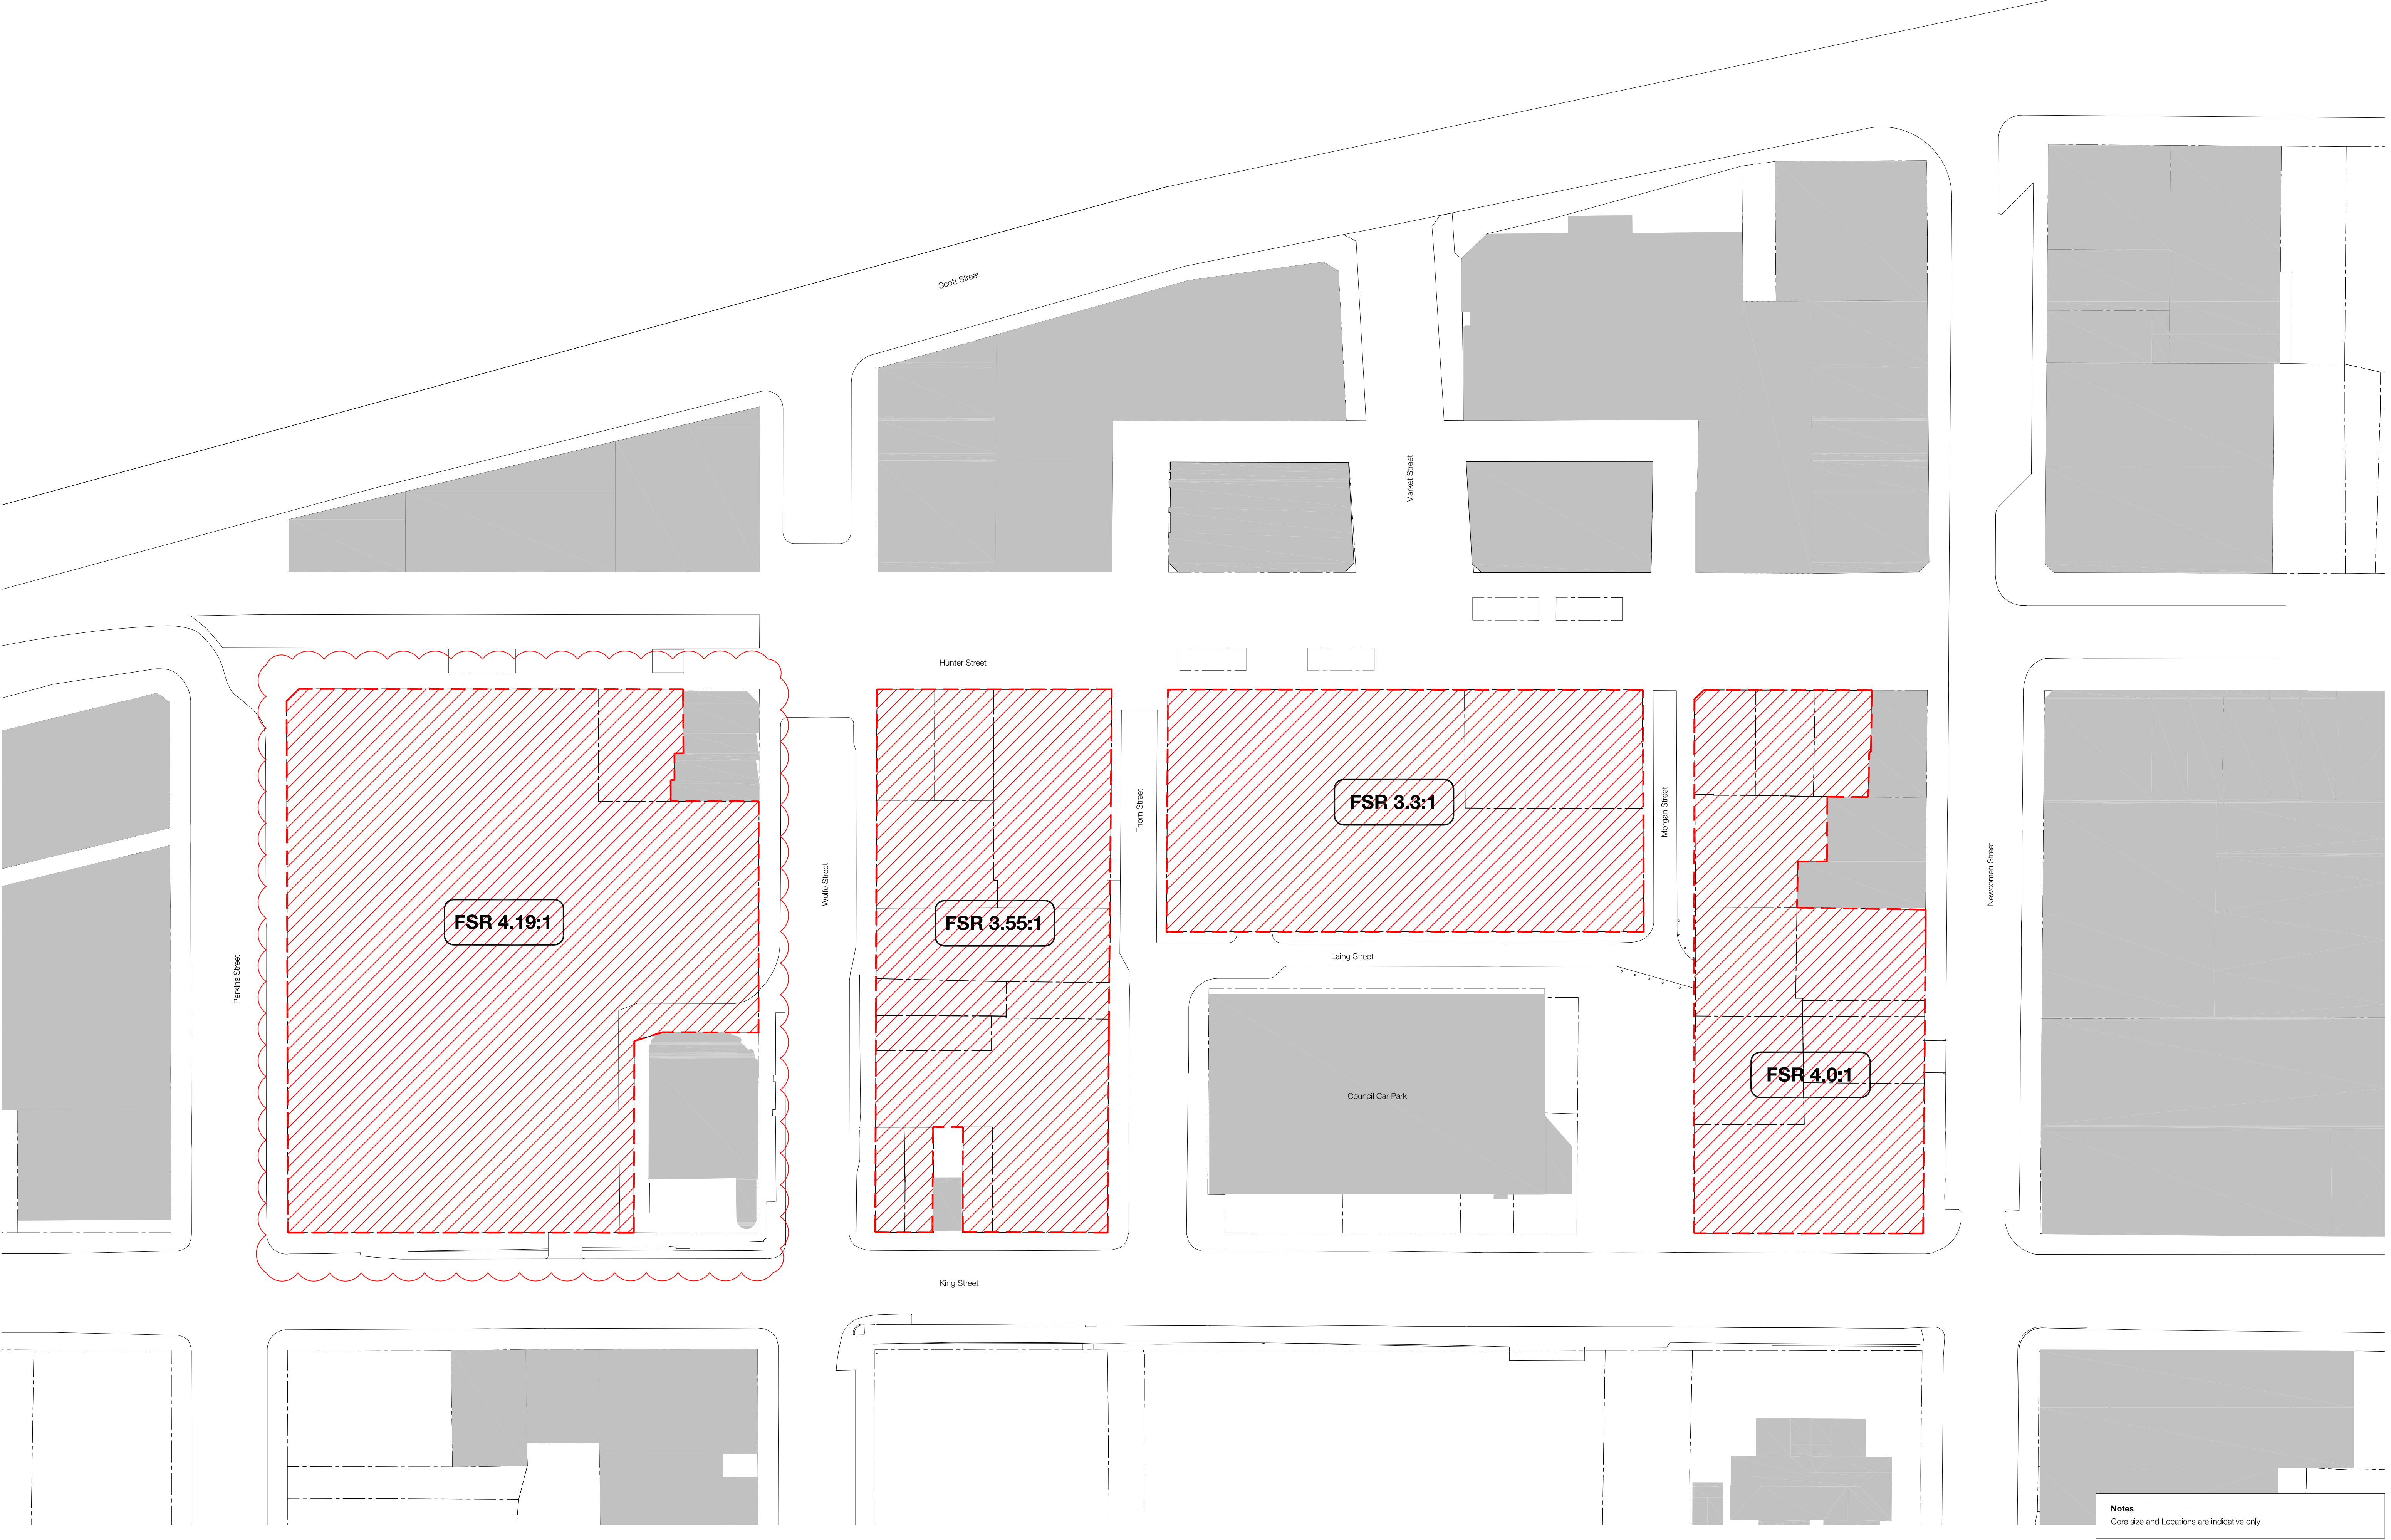 Scott Street
Market Street
Hunter Street
Thorn Street
Morgan Street
FSR 3.3:1
Wolfe Street
Newcomen Street
FSR 4.19:1
FSR 3.55:1
Perkins Street
Laing Street
FSR 4.0:1
Council Car Park
King Street
Notes
Core size and Locations are indicative only